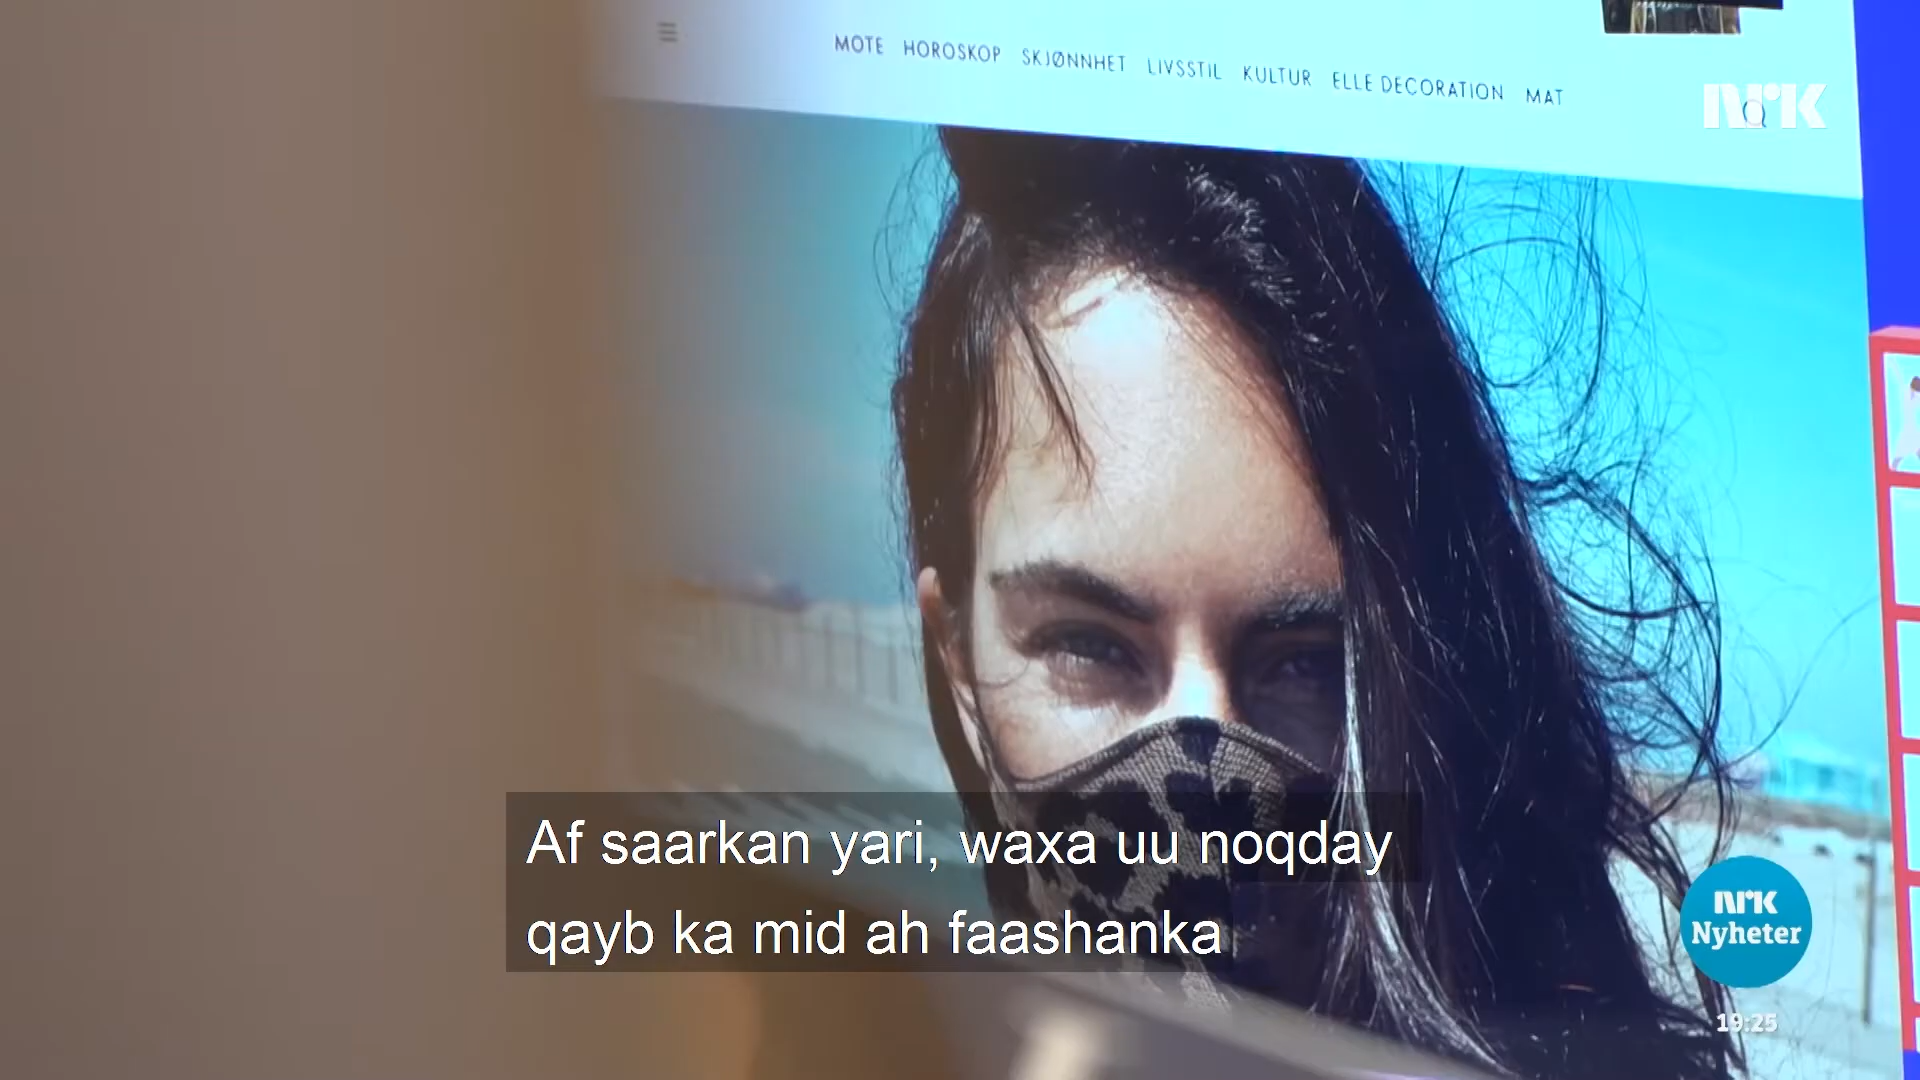 MOTE HOROSKOP SKJØNNHET LIVSSTIL KULTUR ELLE DECORATION MAT
NRK
Af saarkan yari, waxa uu noqday
qayb ka mid ah faashanka
NRK
Nyheter
19:25